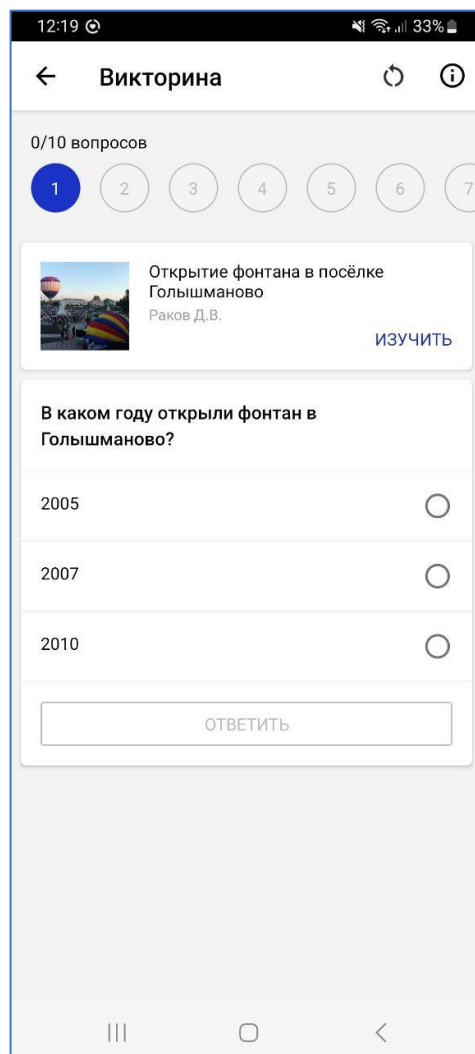 12:19 33%
Викторина
0/10 вопросов
1 2 3 4 5 6 7
Открытие фонтана в посёлке
Голышманово
Раков Д.В.
ИЗУЧИТЬ
В каком году открыли фонтан в
Голышманово?
2005
2007
2010
ОТВЕТИТЬ